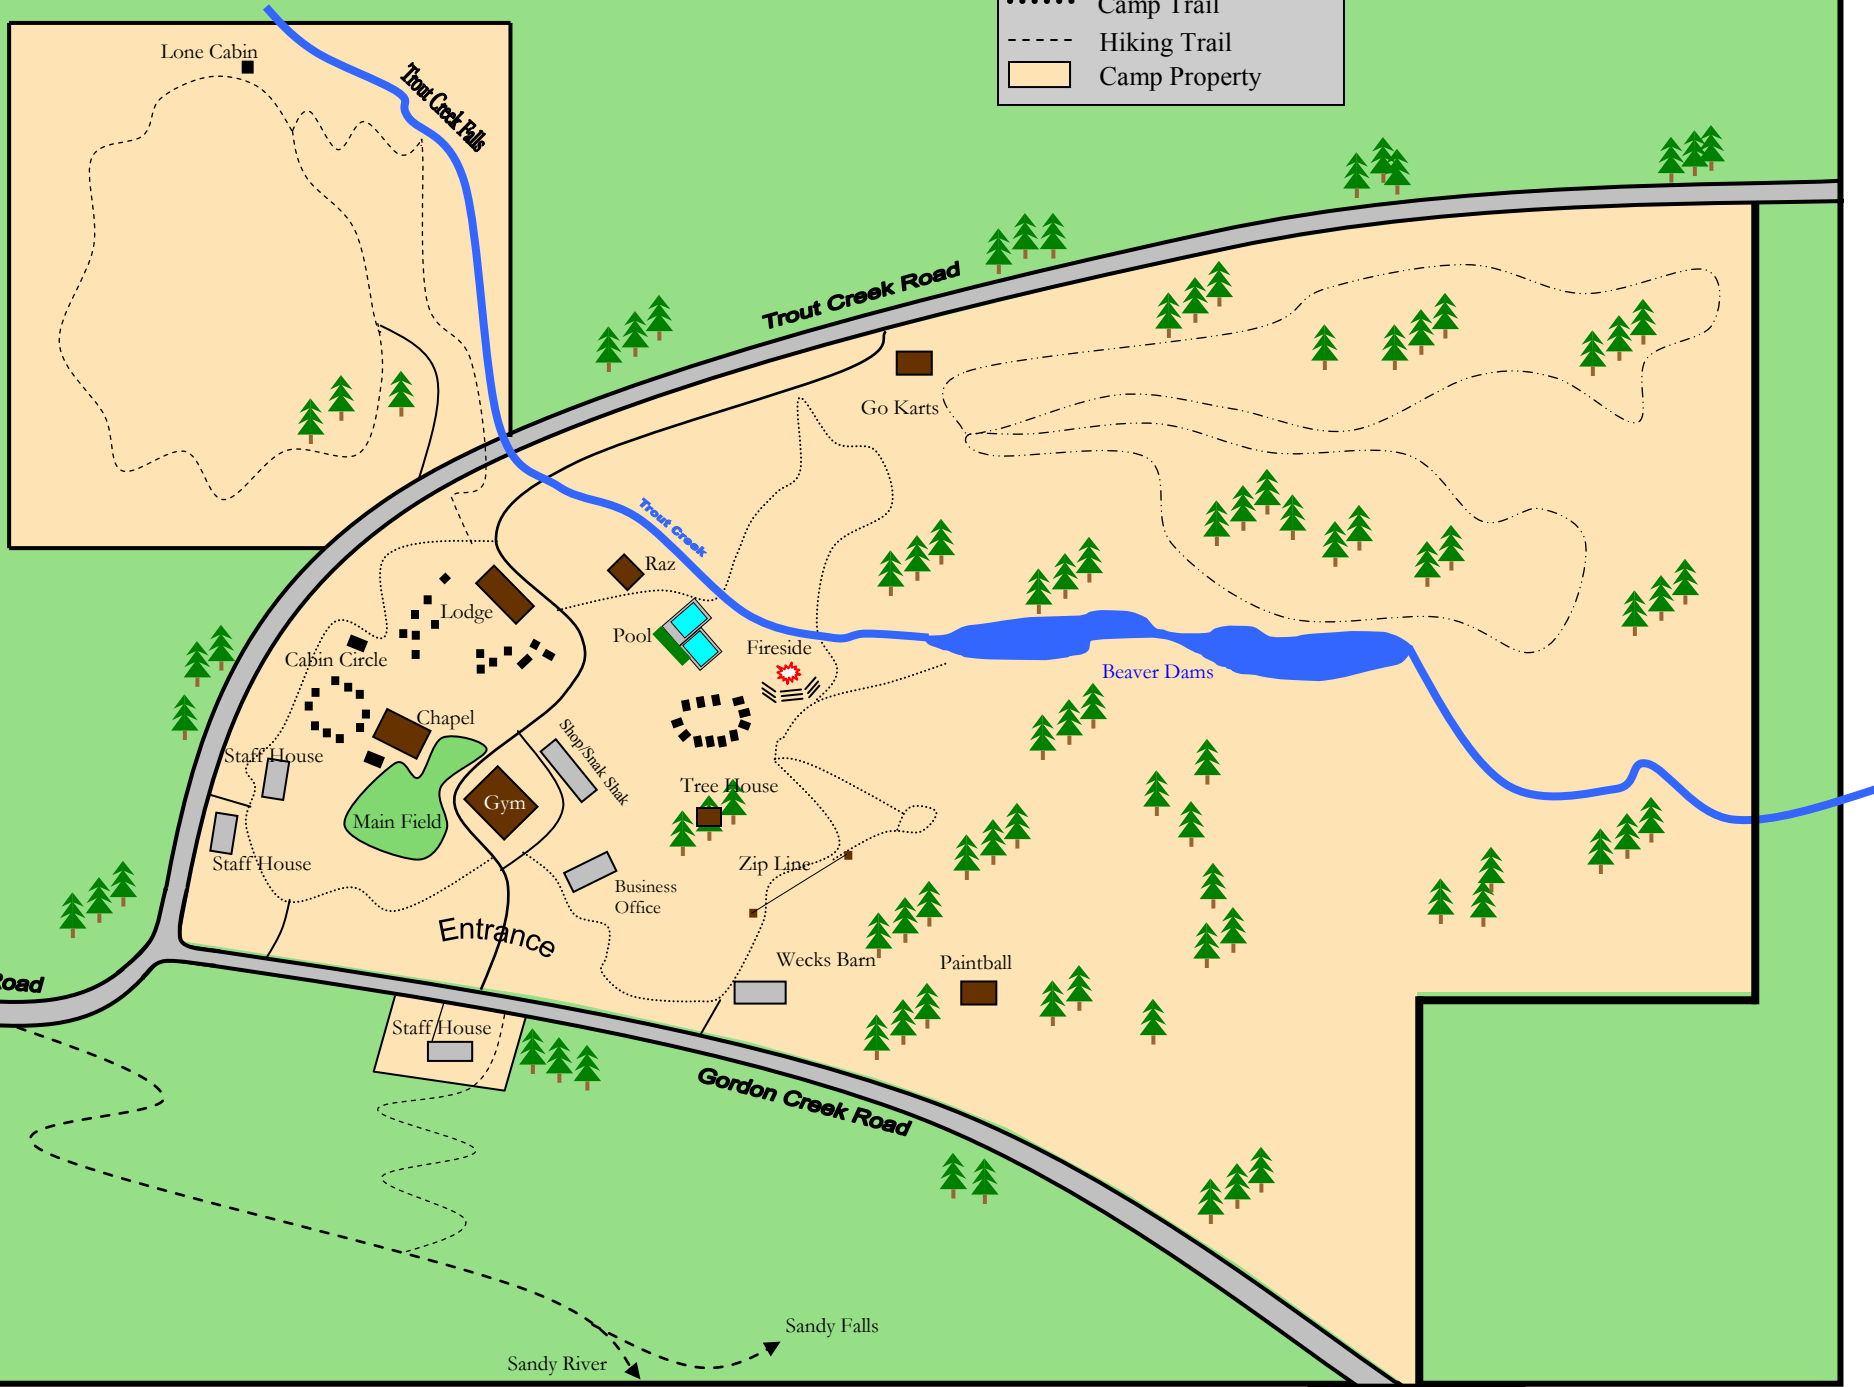 Camp Trail
Hiking Trail
Camp Property
Lone Cabin
Trout Creek Falls
Trout Creek Road
Go Karts
Trout Creek
Raz
Lodge
Pool
Fireside
Cabin Circle
Beaver Dams
Chapel
Shop/Snak Shak
Staff House
Tree House
Gym
Main Field
Staff House
Zip Line
Business
Office
Entrance
Wecks Barn
Paintball
Road
Staff House
Gordon Creek Road
Sandy Falls
Sandy River